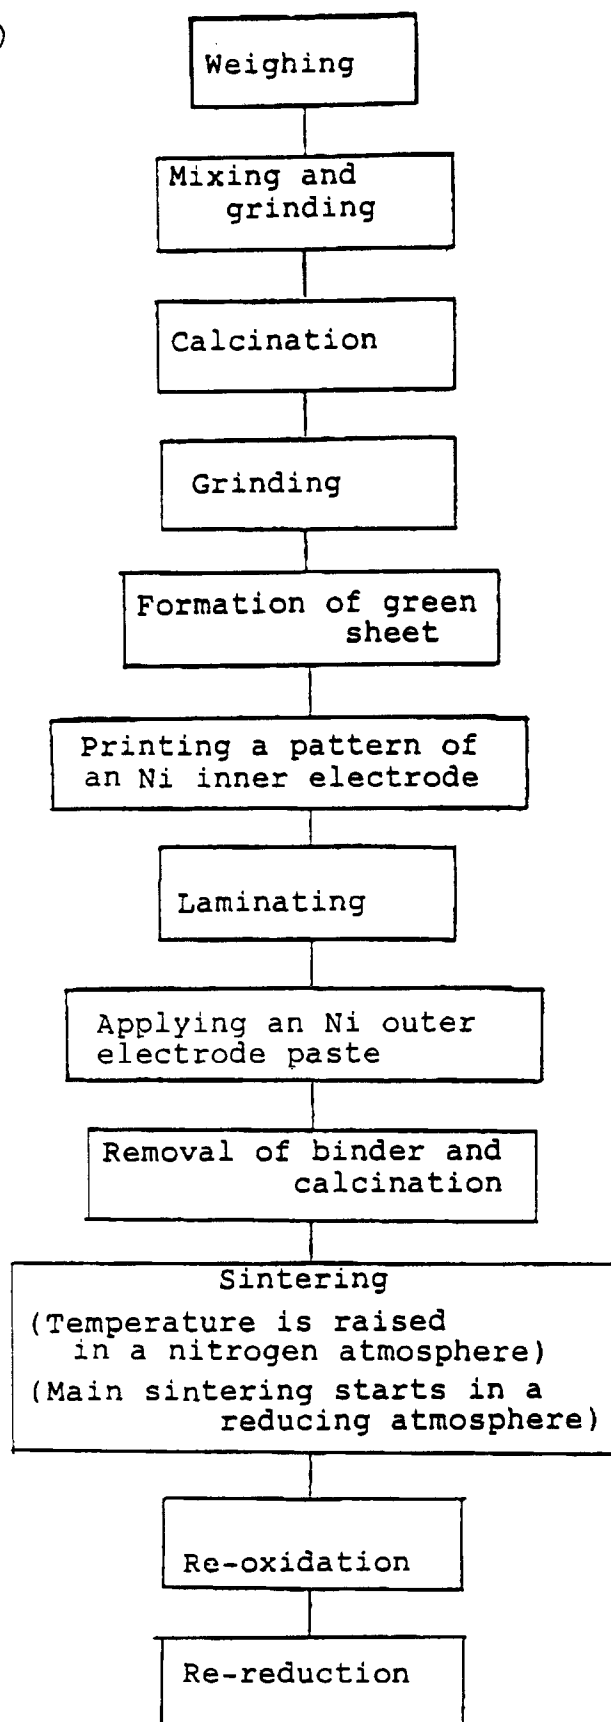 )
Weighing
Mixing and
grinding
Calcination
Grinding
Formation of green
sheet
Printing a pattern of
an Ni inner electrode
Laminating
Applying an Ni outer
electrode paste
Removal of binder and
calcination
Sintering
(Temperature is raised
in a nitrogen atmosphere)
(Main sintering starts in a
reducing atmosphere)
Re-oxidation
Re-reduction